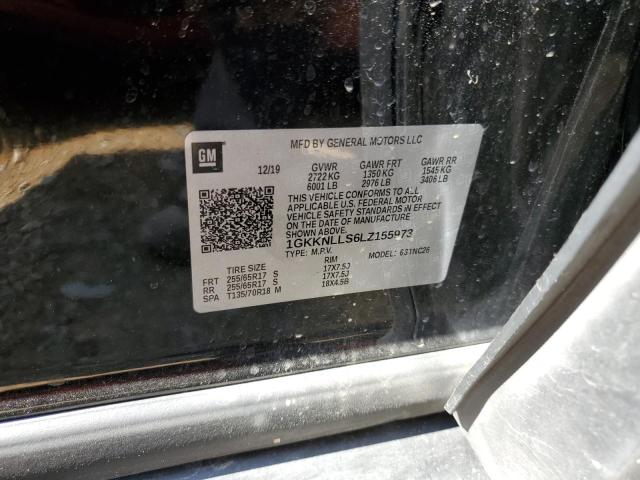 GM
MFD BY GENERAL MOTORS LLC
12/19 GVWR GAWR FRT GAWR RR
2722 KG 1350 KG 1545 KG
6001 LB 2976 LB 3406 LB
THIS VEHICLE CONFORMS TO ALL
APPLICABLE U.S. FEDERAL MOTOR
VEHICLE SAFETY STANDARDS IN EFFECT
ON THE DATE OF MANUFACTURE
SHOWN ABOVE.
1GKKNLLS6LZ155973
TYPE: M.P.V. MODEL: 631NC26
TIRE SIZE RIM
FRT 255/65R17 S 17X7.5J
RR 255/65R17 S 17X7.5J
SPA T135/70R18 M 18X4.5B